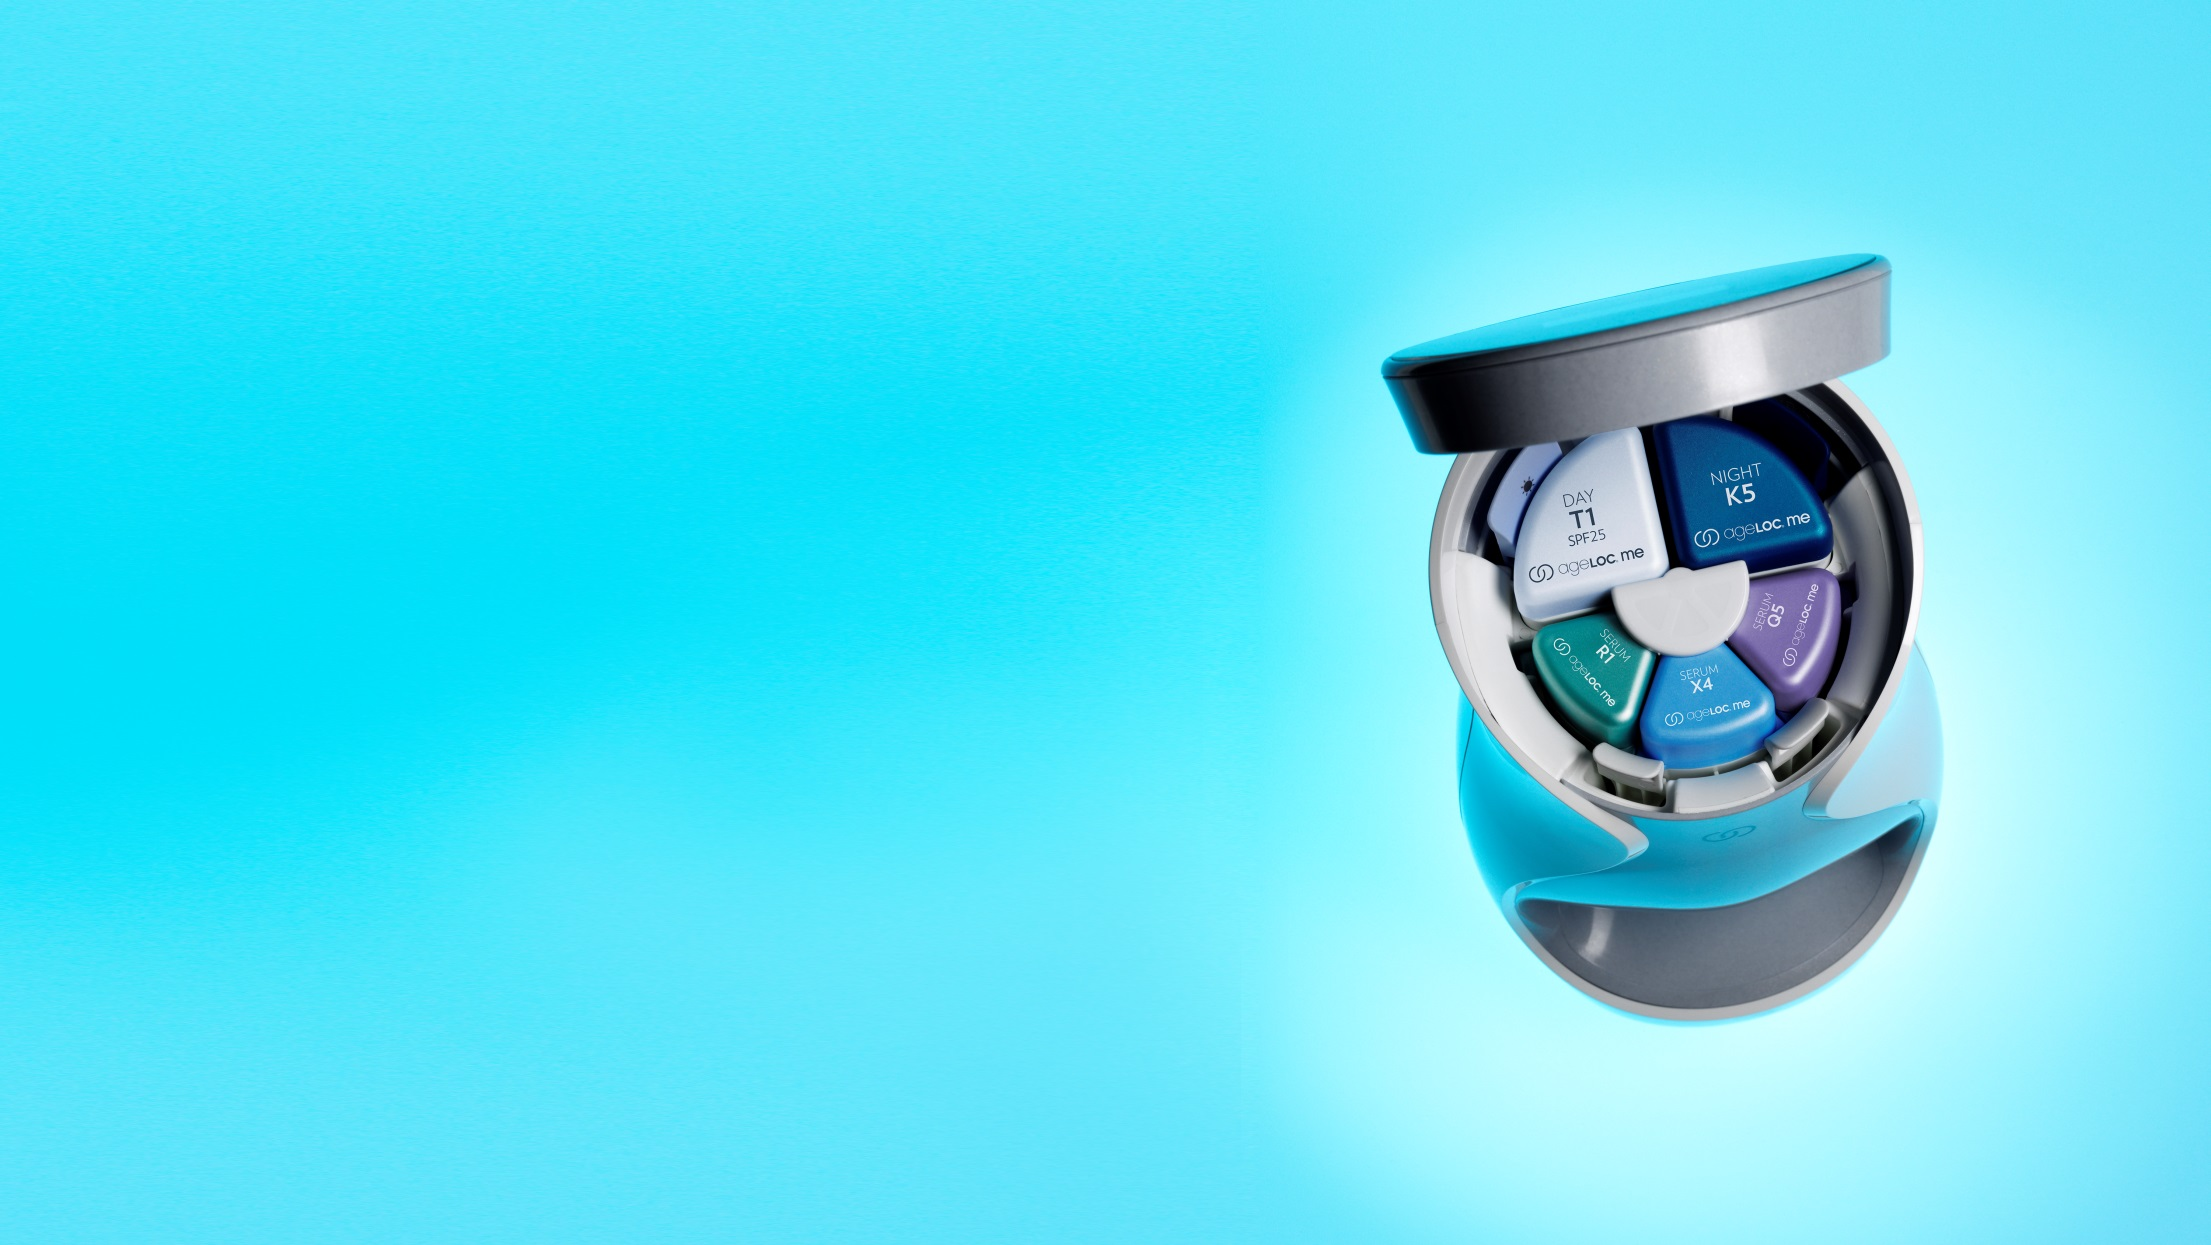 DAY
T1
SPF25
ageLOC. me
NIGHT
K5
ageLOC. me
SERUM
R1
ageLOC. me
SERUM
X4
ageLOC. me
SERUM
Q5
ageLOC. me